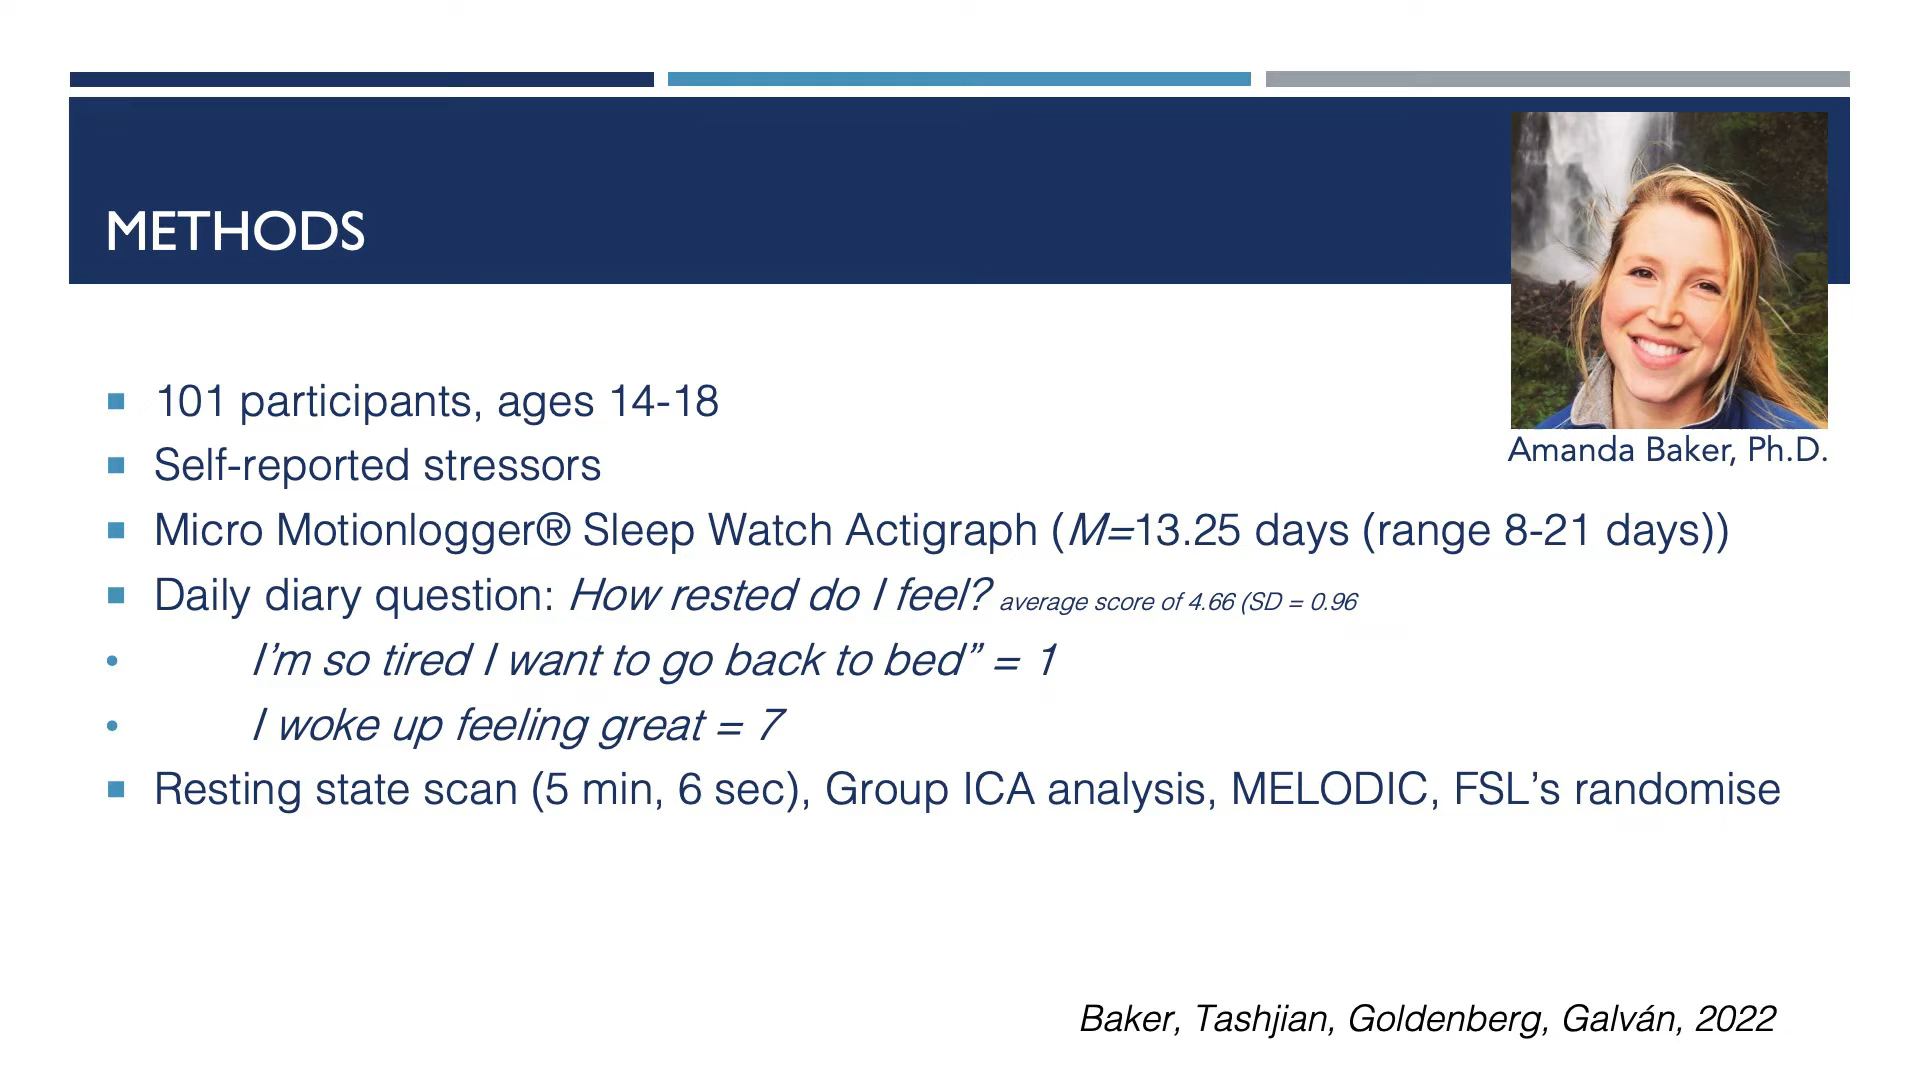 METHODS
Amanda Baker, Ph.D.
101 participants, ages 14-18
Self-reported stressors
Micro Motionlogger® Sleep Watch Actigraph (M=13.25 days (range 8-21 days))
Daily diary question: How rested do I feel? average score of 4.66 (SD = 0.96
I’m so tired I want to go back to bed” = 1
I woke up feeling great = 7
Resting state scan (5 min, 6 sec), Group ICA analysis, MELODIC, FSL’s randomise
Baker, Tashjian, Goldenberg, Galván, 2022